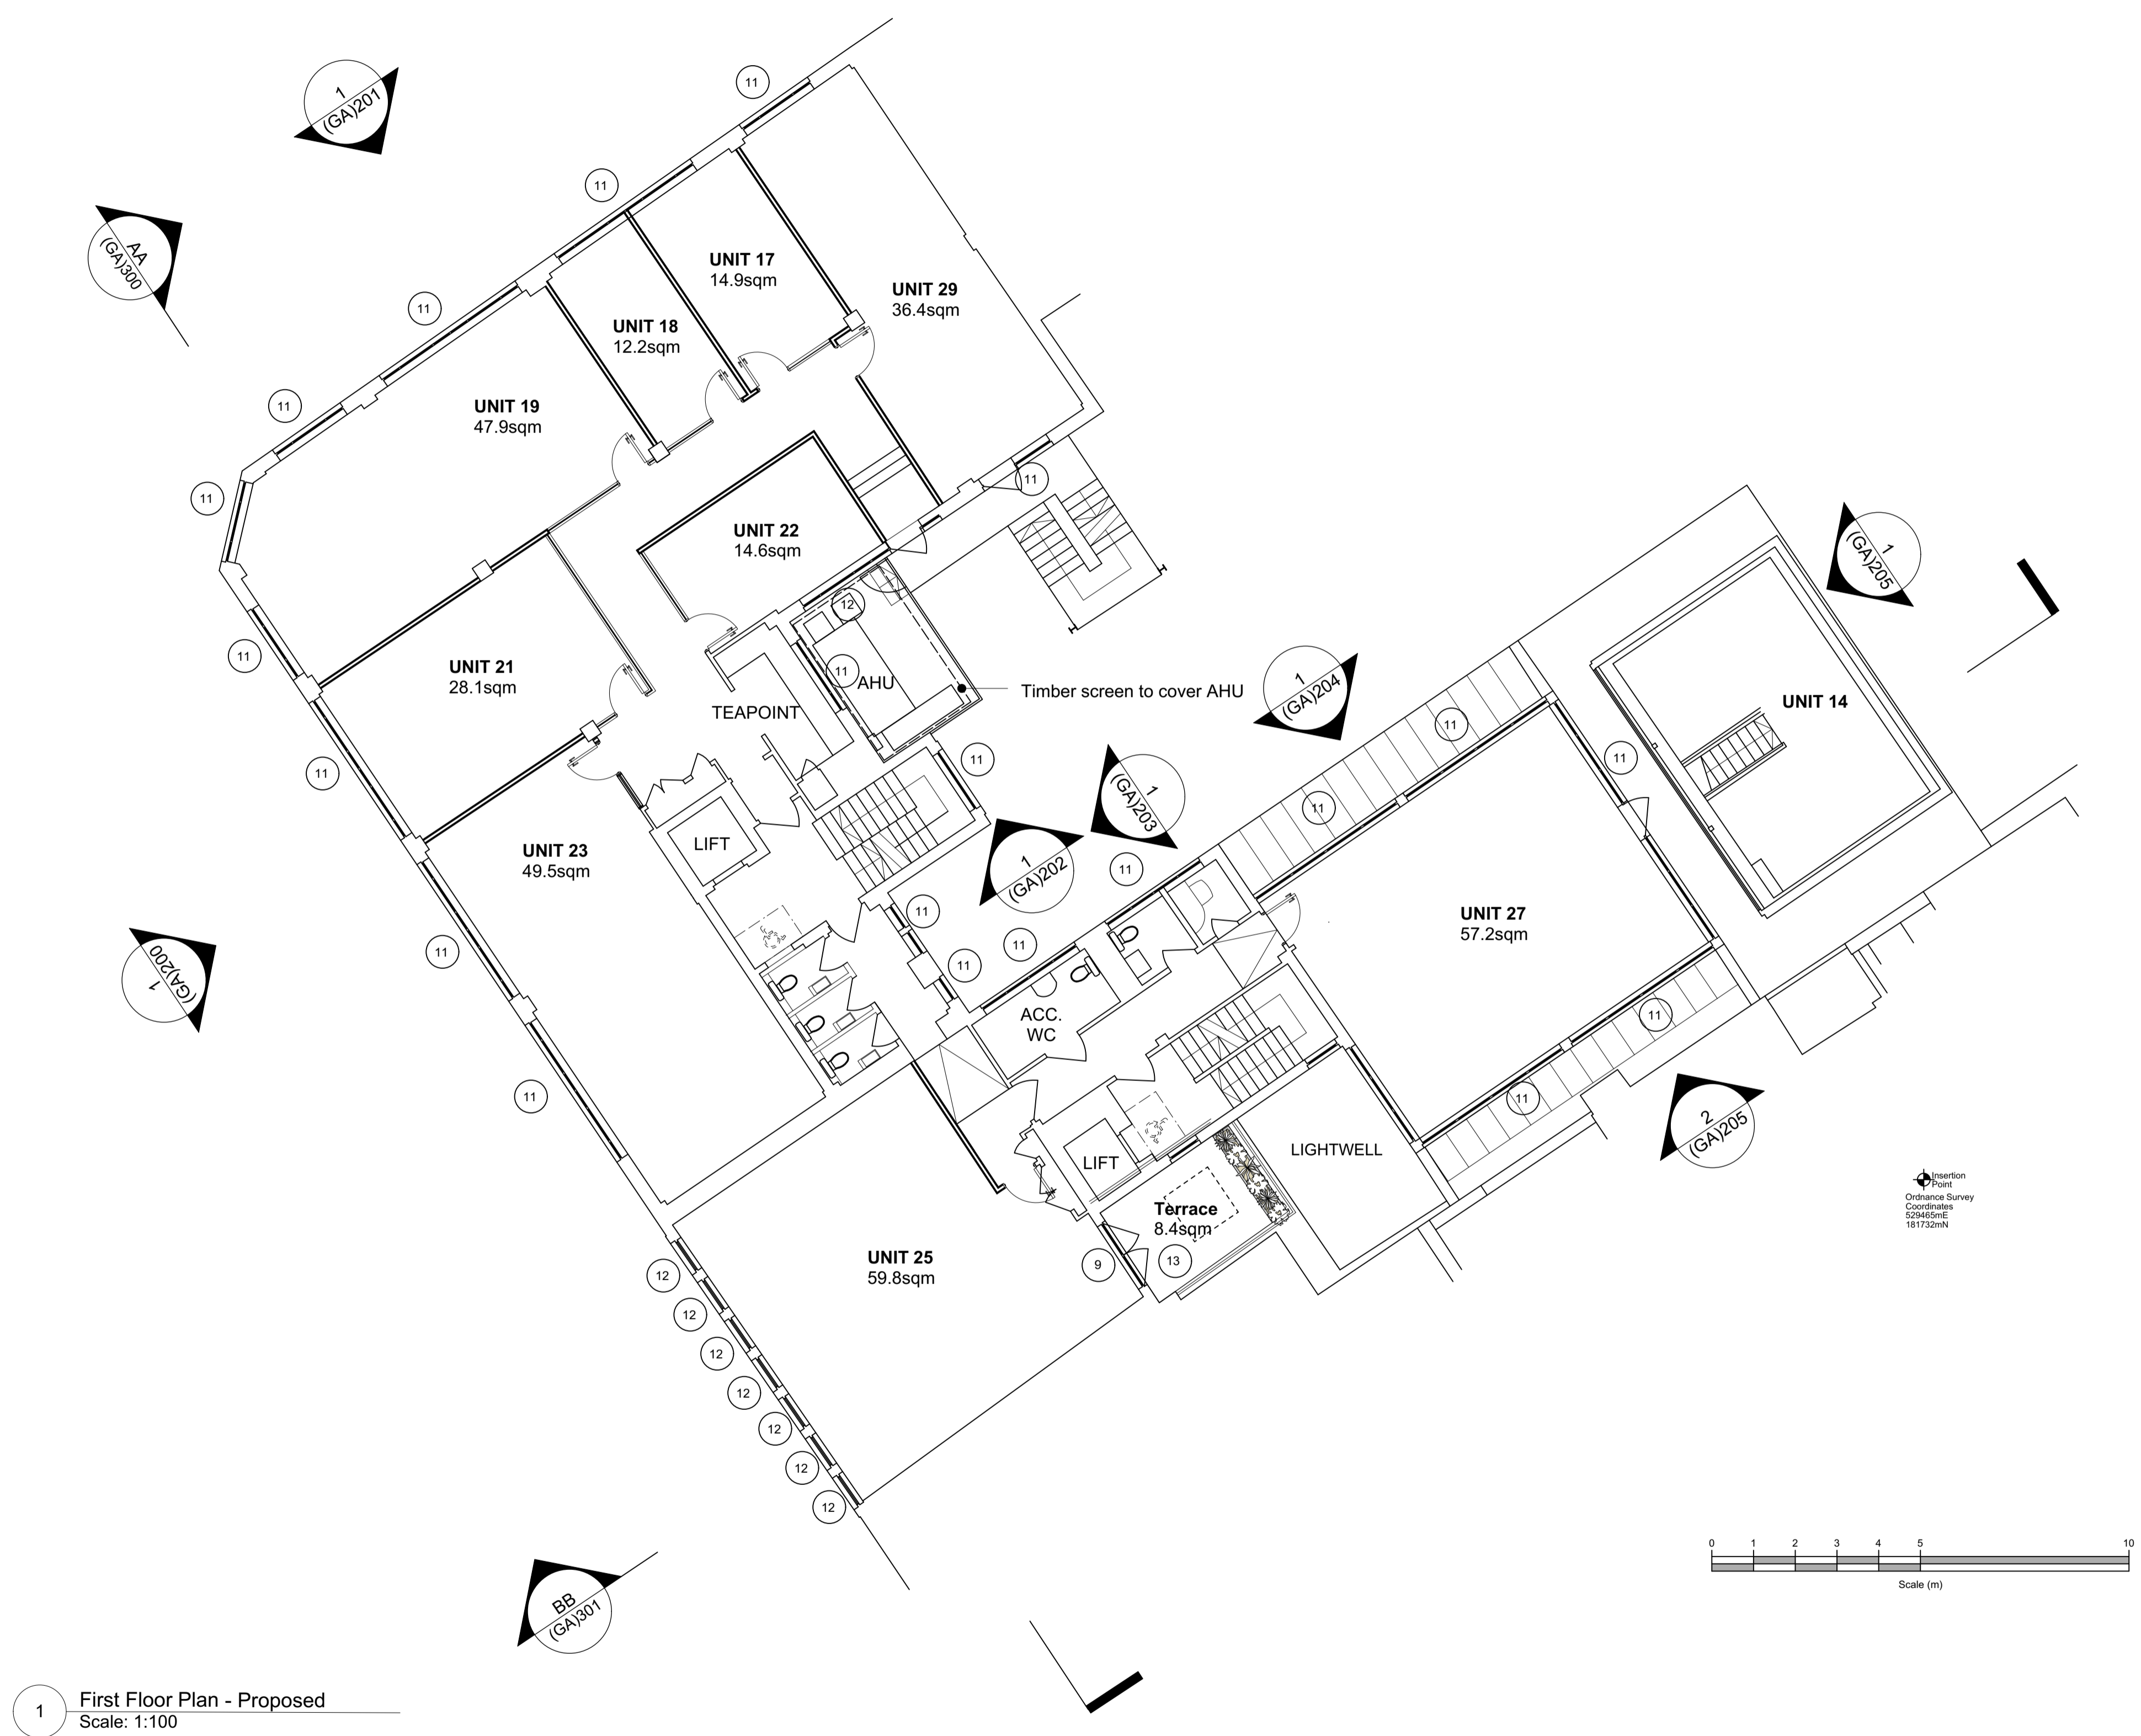 11
1
(GA)201
11
AA
(GA)300
UNIT 17
14.9sqm
UNIT 29
36.4sqm
11
UNIT 18
12.2sqm
11
UNIT 19
47.9sqm
11
11
UNIT 22
14.6sqm
1
(GA)205
12
11
UNIT 21
28.1sqm
11
AHU
Timber screen to cover AHU
1
(GA)204
UNIT 14
TEAPOINT
11
11
11
11
1
(GA)203
11
LIFT
UNIT 23
49.5sqm
1
(GA)202
11
11
UNIT 27
57.2sqm
11
11
11
1
(GA)200
ACC.
WC
11
11
11
2
(GA)205
LIGHTWELL
LIFT
Insertion
Point
Ordnance Survey
Coordinates
529465mE
181732mN
Terrace
8.4sqm
UNIT 25
59.8sqm
9
13
12
12
12
12
12
12
12
0 1 2 3 4 5 10
Scale (m)
BB
(GA)301
1
First Floor Plan - Proposed
Scale: 1:100